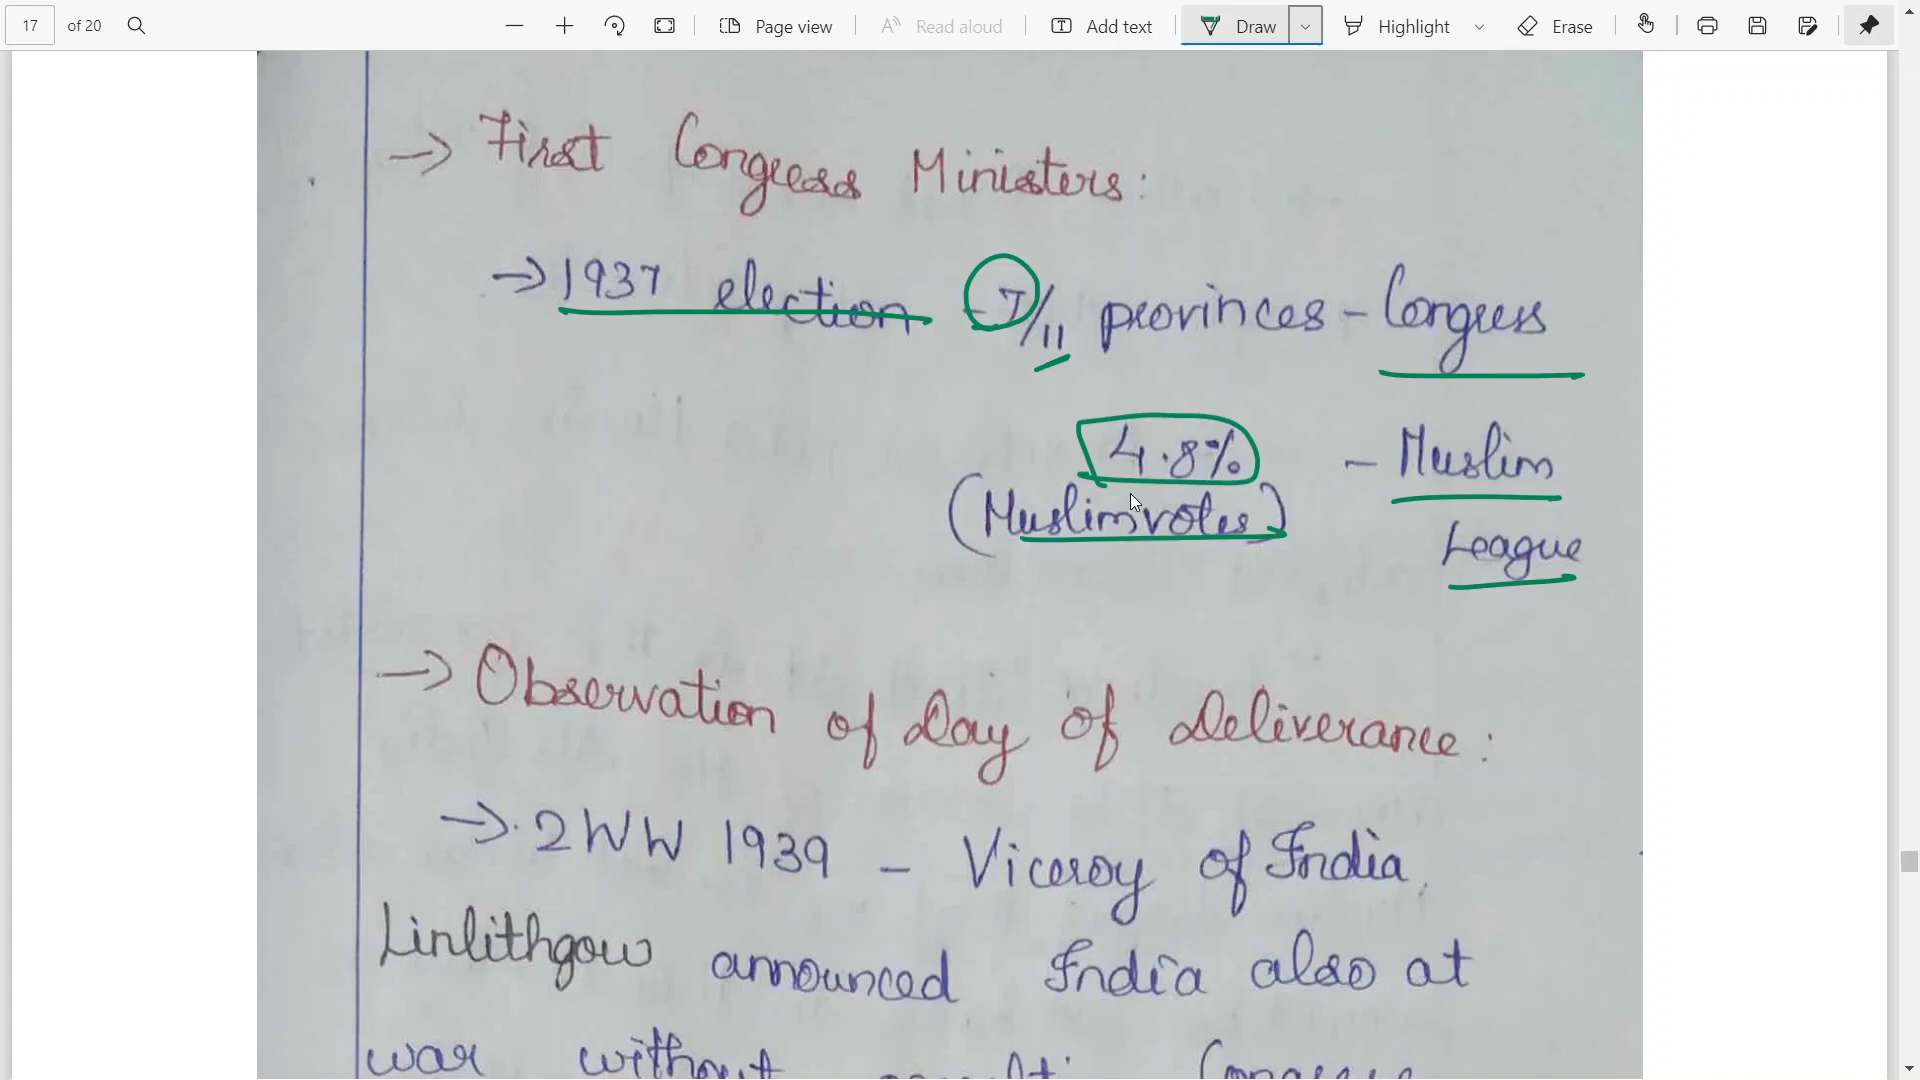 17 of 20 Page view Read aloud Add text Draw Highlight Erase
→ First Congress Ministers:
→ 1937 election - 7/11 provinces - Congress
4.8% - Muslim
(Muslim votes) League
→ Observation of Day of Deliverance:
→ 2WW 1939 - Viceroy of India
Linlithgow announced India also at
war without Congress